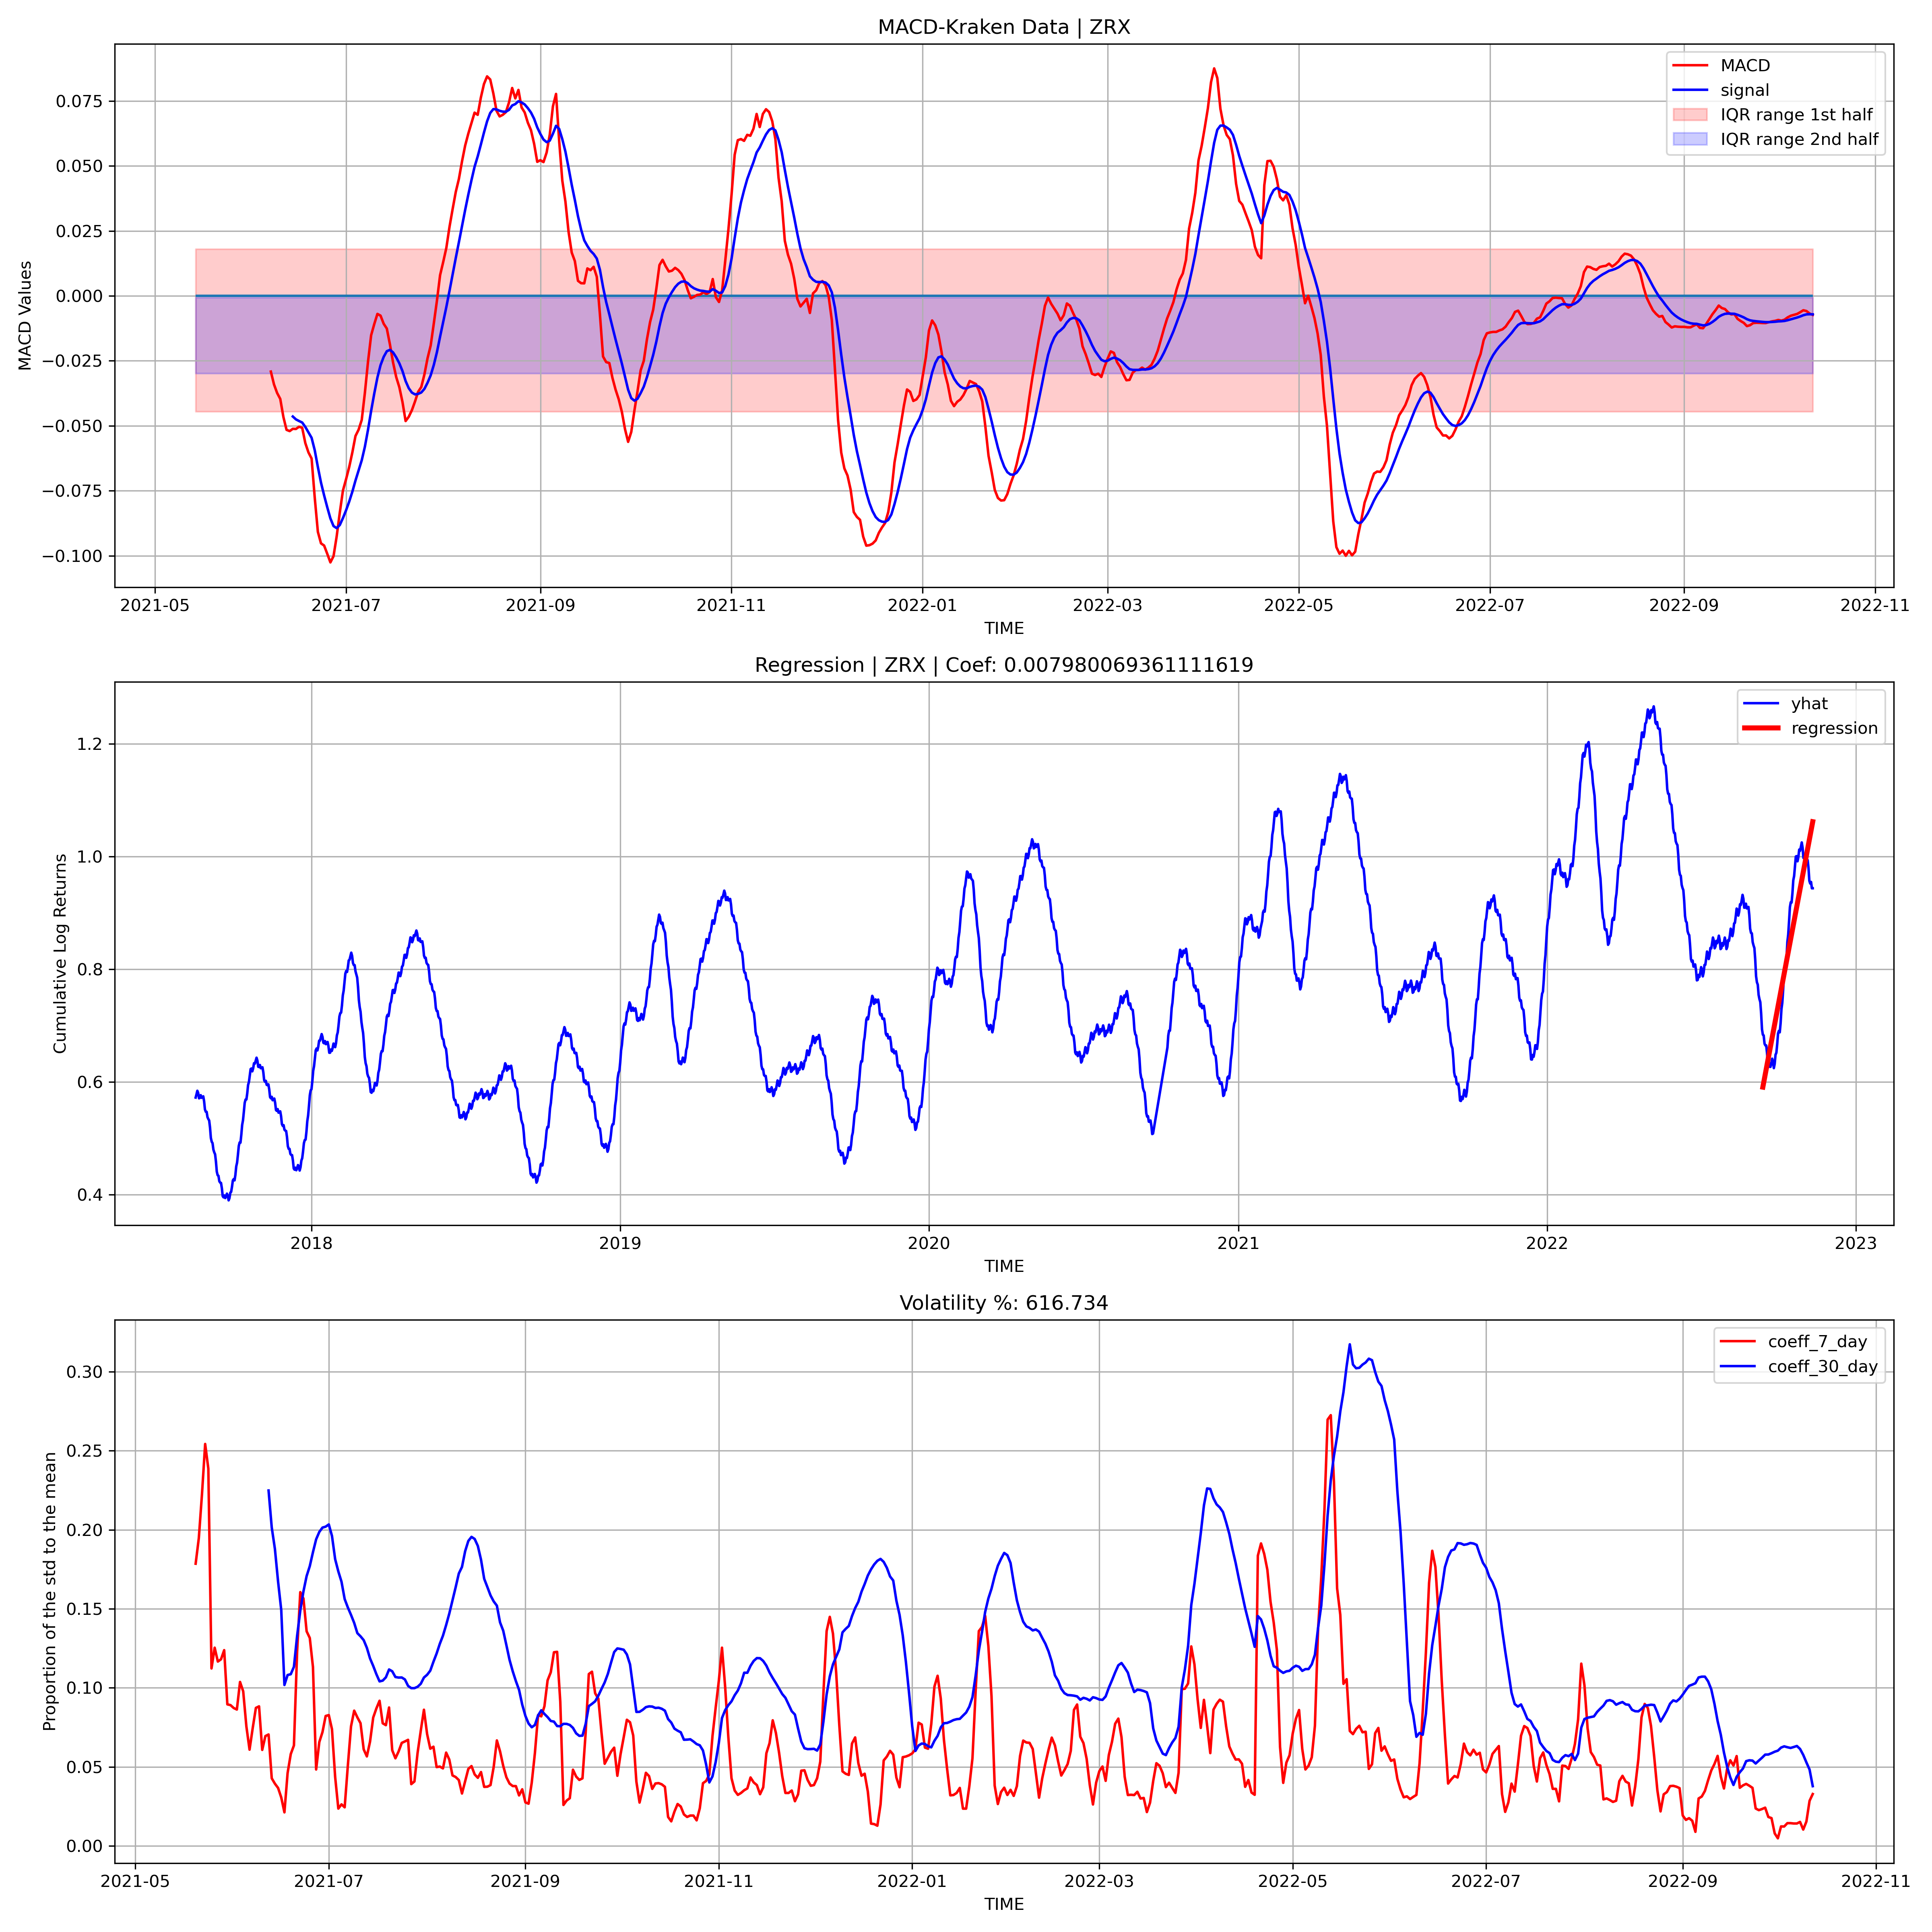 MACD-Kraken Data | ZRX
MACD
signal
IQR range 1st half
IQR range 2nd half
MACD Values
0.075
0.050
0.025
0.000
−0.025
−0.050
−0.075
−0.100
2021-05 2021-07 2021-09 2021-11 2022-01 2022-03 2022-05 2022-07 2022-09 2022-11
TIME
Regression | ZRX | Coef: 0.007980069361111619
yhat
regression
Cumulative Log Returns
1.2
1.0
0.8
0.6
0.4
2018 2019 2020 2021 2022 2023
TIME
Volatility %: 616.734
coeff_7_day
coeff_30_day
Proportion of the std to the mean
0.30
0.25
0.20
0.15
0.10
0.05
0.00
2021-05 2021-07 2021-09 2021-11 2022-01 2022-03 2022-05 2022-07 2022-09 2022-11
TIME